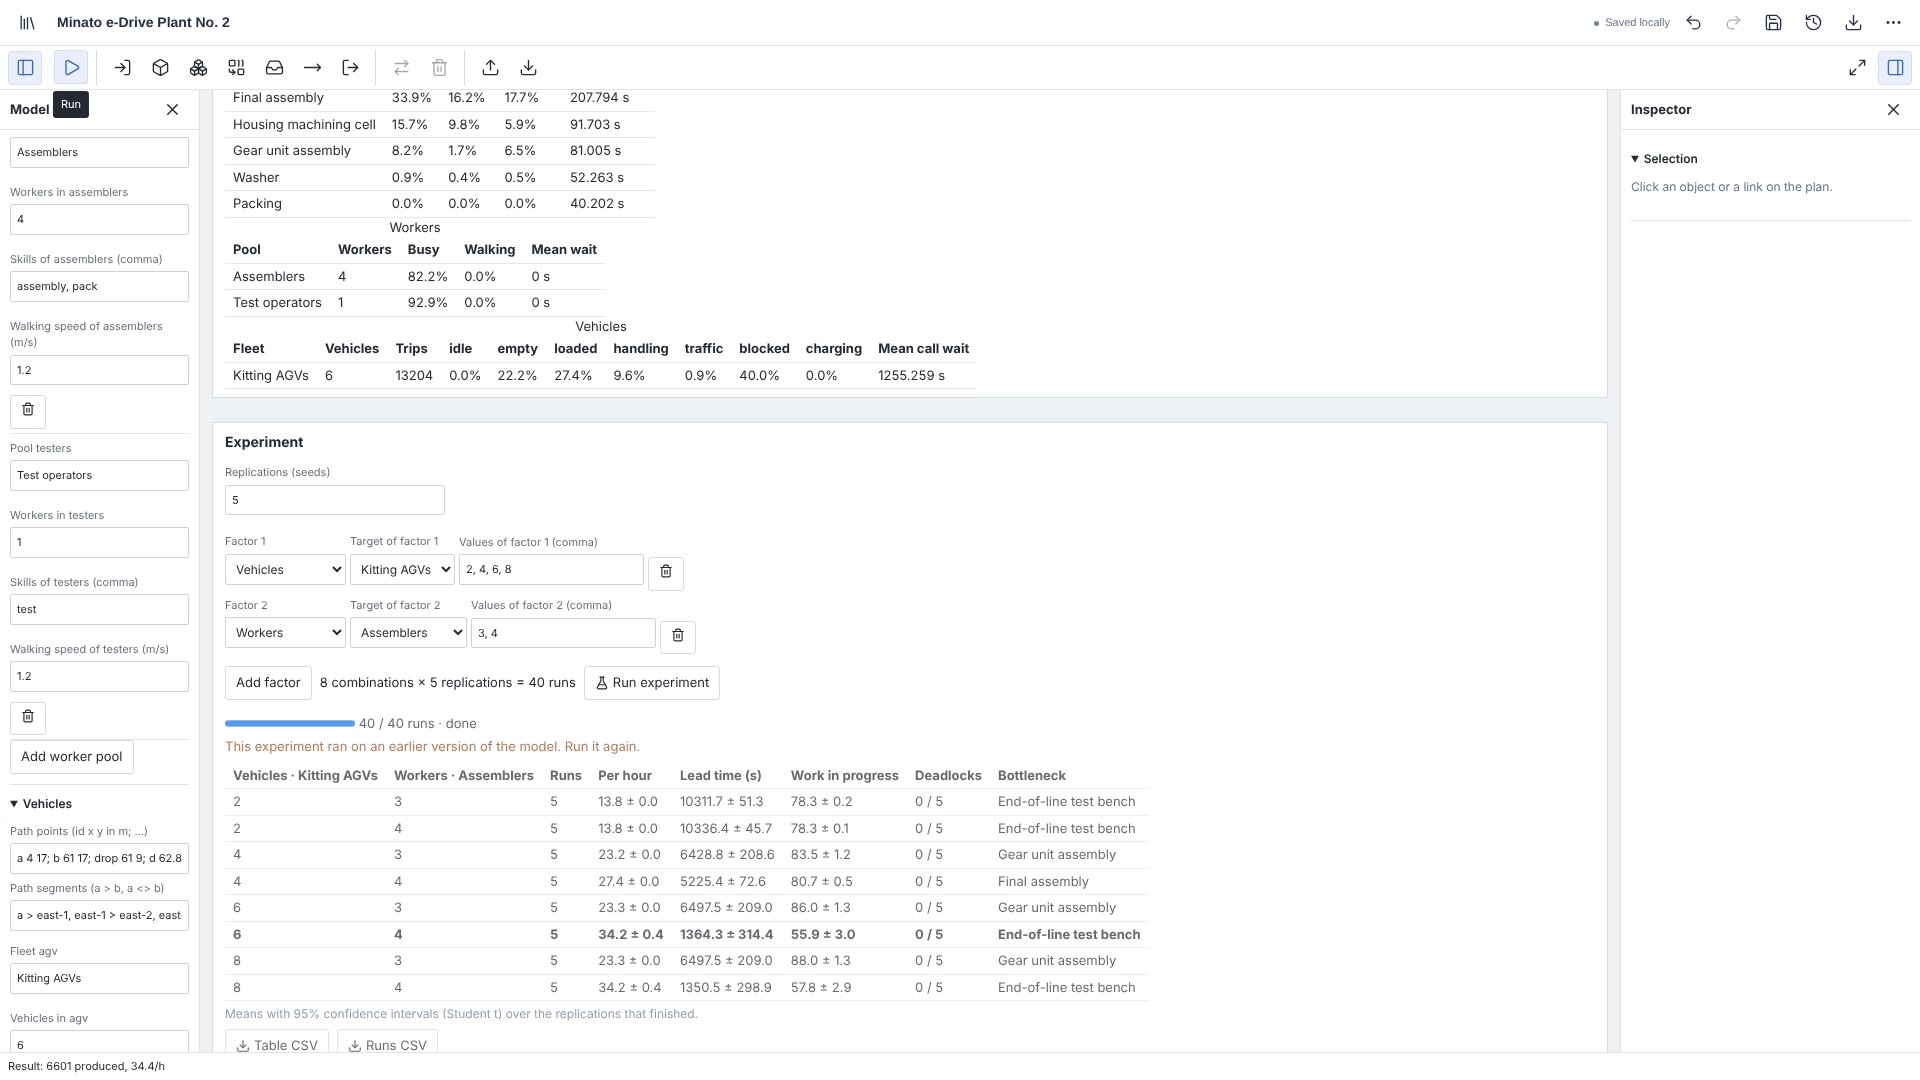 Minato e-Drive Plant No. 2
Saved locally
Model
Run
Assemblers
Workers in assemblers
4
Skills of assemblers (comma)
assembly, pack
Walking speed of assemblers (m/s)
1.2
Pool testers
Test operators
Workers in testers
1
Skills of testers (comma)
test
Walking speed of testers (m/s)
1.2
Add worker pool
Vehicles
Path points (id x y in m; ...)
a 4 17; b 61 17; drop 61 9; d 62.8
Path segments (a > b, a <> b)
a > east-1, east-1 > east-2, east-
Fleet agv
Kitting AGVs
Vehicles in agv
6
Final assembly 33.9% 16.2% 17.7% 207.794 s
Housing machining cell 15.7% 9.8% 5.9% 91.703 s
Gear unit assembly 8.2% 1.7% 6.5% 81.005 s
Washer 0.9% 0.4% 0.5% 52.263 s
Packing 0.0% 0.0% 0.0% 40.202 s
Workers
Pool Workers Busy Walking Mean wait
Assemblers 4 82.2% 0.0% 0 s
Test operators 1 92.9% 0.0% 0 s
Vehicles
Fleet Vehicles Trips idle empty loaded handling traffic blocked charging Mean call wait
Kitting AGVs 6 13204 0.0% 22.2% 27.4% 9.6% 0.9% 40.0% 0.0% 1255.259 s
Experiment
Replications (seeds)
5
Factor 1 Target of factor 1 Values of factor 1 (comma)
Vehicles Kitting AGVs 2, 4, 6, 8
Factor 2 Target of factor 2 Values of factor 2 (comma)
Workers Assemblers 3, 4
Add factor 8 combinations × 5 replications = 40 runs Run experiment
40 / 40 runs · done
This experiment ran on an earlier version of the model. Run it again.
Vehicles · Kitting AGVs Workers · Assemblers Runs Per hour Lead time (s) Work in progress Deadlocks Bottleneck
2 3 5 13.8 ± 0.0 10311.7 ± 51.3 78.3 ± 0.2 0 / 5 End-of-line test bench
2 4 5 13.8 ± 0.0 10336.4 ± 45.7 78.3 ± 0.1 0 / 5 End-of-line test bench
4 3 5 23.2 ± 0.0 6428.8 ± 208.6 83.5 ± 1.2 0 / 5 Gear unit assembly
4 4 5 27.4 ± 0.0 5225.4 ± 72.6 80.7 ± 0.5 0 / 5 Final assembly
6 3 5 23.3 ± 0.0 6497.5 ± 209.0 86.0 ± 1.3 0 / 5 Gear unit assembly
6 4 5 34.2 ± 0.4 1364.3 ± 314.4 55.9 ± 3.0 0 / 5 End-of-line test bench
8 3 5 23.3 ± 0.0 6497.5 ± 209.0 88.0 ± 1.3 0 / 5 Gear unit assembly
8 4 5 34.2 ± 0.4 1350.5 ± 298.9 57.8 ± 2.9 0 / 5 End-of-line test bench
Means with 95% confidence intervals (Student t) over the replications that finished.
Table CSV Runs CSV
Inspector
Selection
Click an object or a link on the plan.
Result: 6601 produced, 34.4/h